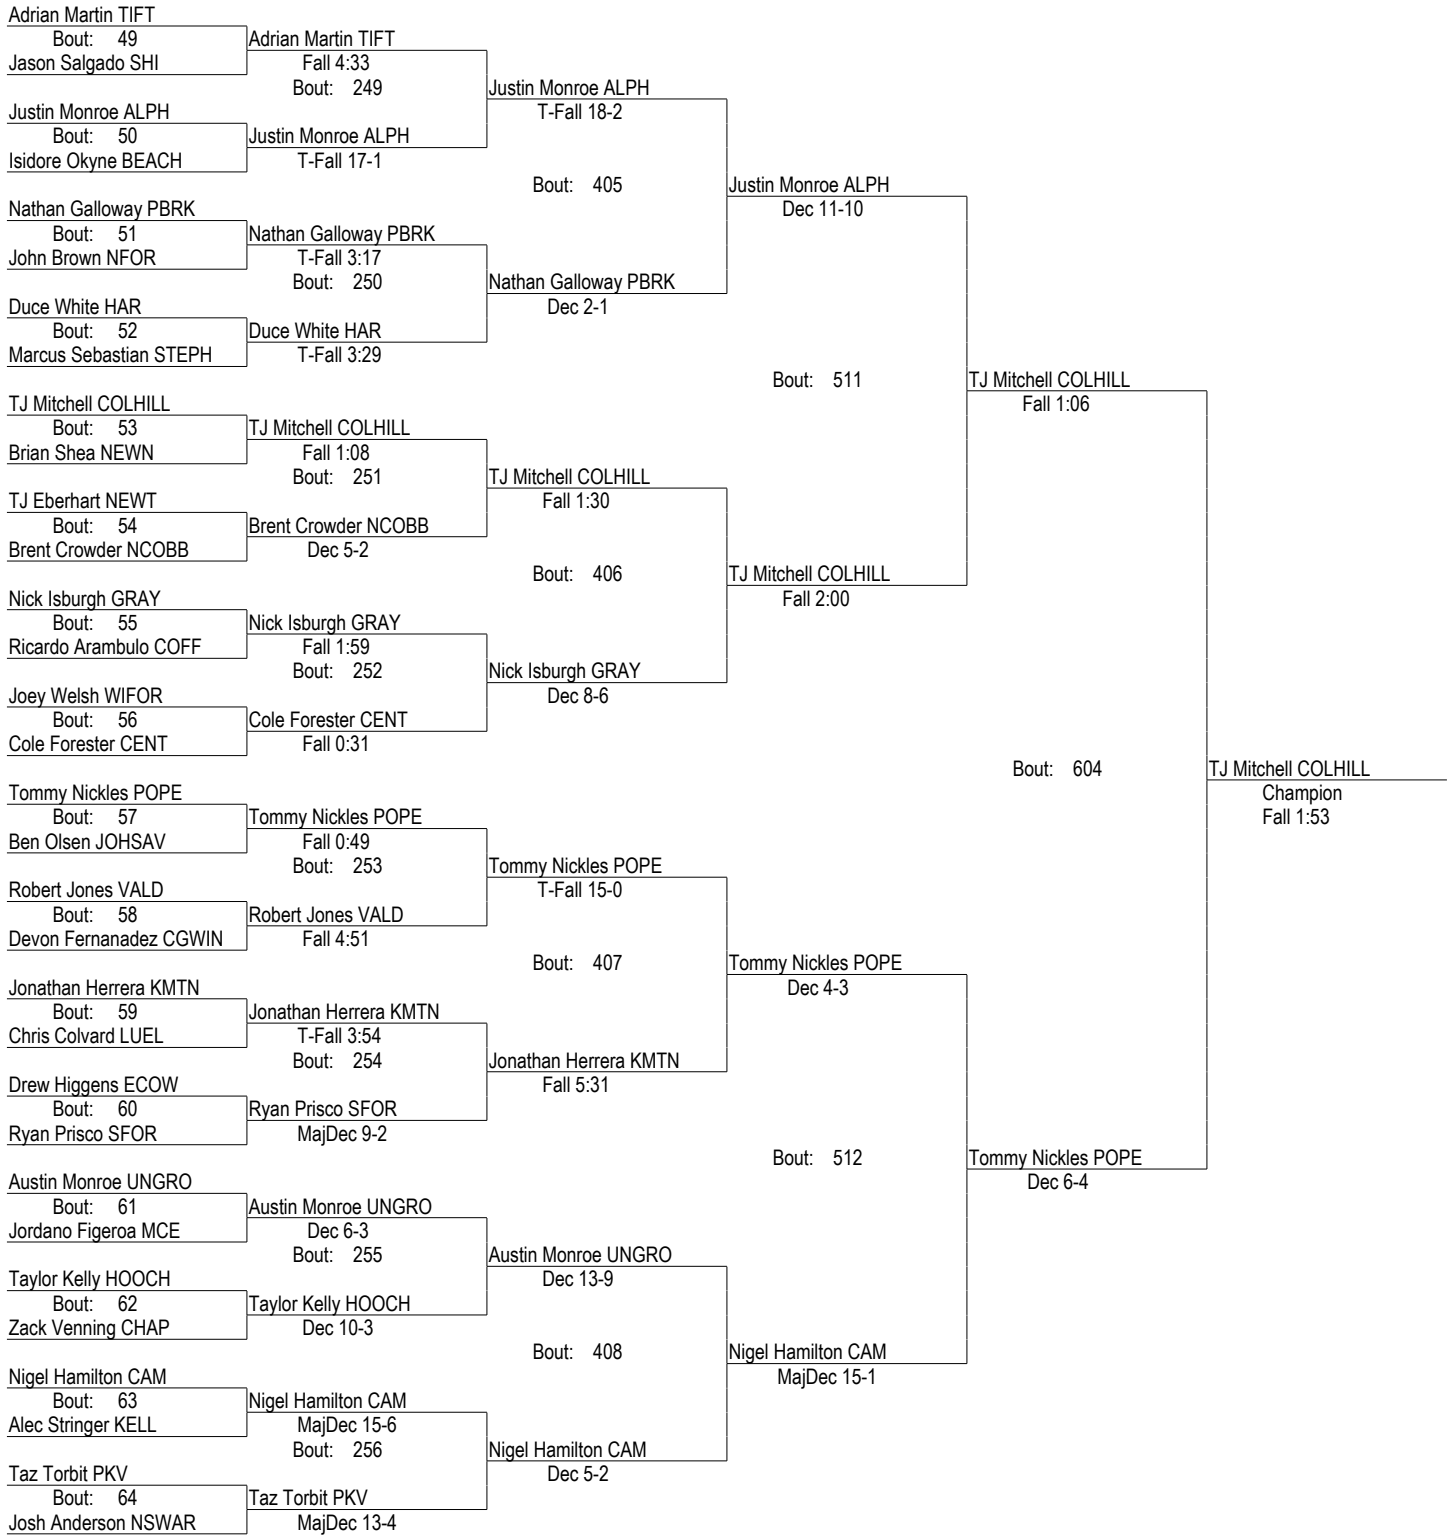 Adrian Martin TIFT
Bout: 49
Adrian Martin TIFT
Jason Salgado SHI
Fall 4:33
Bout: 249
Justin Monroe ALPH
Justin Monroe ALPH
T-Fall 18-2
Bout: 50
Justin Monroe ALPH
Isidore Okyne BEACH
T-Fall 17-1
Bout: 405
Justin Monroe ALPH
Nathan Galloway PBRK
Dec 11-10
Bout: 51
Nathan Galloway PBRK
John Brown NFOR
T-Fall 3:17
Bout: 250
Nathan Galloway PBRK
Duce White HAR
Dec 2-1
Bout: 52
Duce White HAR
Marcus Sebastian STEPH
T-Fall 3:29
Bout: 511
TJ Mitchell COLHILL
TJ Mitchell COLHILL
Fall 1:06
Bout: 53
TJ Mitchell COLHILL
Brian Shea NEWN
Fall 1:08
Bout: 251
TJ Mitchell COLHILL
TJ Eberhart NEWT
Fall 1:30
Bout: 54
Brent Crowder NCOBB
Brent Crowder NCOBB
Dec 5-2
Bout: 406
TJ Mitchell COLHILL
Nick Isburgh GRAY
Fall 2:00
Bout: 55
Nick Isburgh GRAY
Ricardo Arambulo COFF
Fall 1:59
Bout: 252
Nick Isburgh GRAY
Joey Welsh WIFOR
Dec 8-6
Bout: 56
Cole Forester CENT
Cole Forester CENT
Fall 0:31
Bout: 604
TJ Mitchell COLHILL
Tommy Nickles POPE
Champion
Bout: 57
Tommy Nickles POPE
Fall 1:53
Ben Olsen JOHSAV
Fall 0:49
Bout: 253
Tommy Nickles POPE
Robert Jones VALD
T-Fall 15-0
Bout: 58
Robert Jones VALD
Devon Fernanadez CGWIN
Fall 4:51
Bout: 407
Tommy Nickles POPE
Jonathan Herrera KMTN
Dec 4-3
Bout: 59
Jonathan Herrera KMTN
Chris Colvard LUEL
T-Fall 3:54
Bout: 254
Jonathan Herrera KMTN
Drew Higgens ECOW
Fall 5:31
Bout: 60
Ryan Prisco SFOR
Ryan Prisco SFOR
MajDec 9-2
Bout: 512
Tommy Nickles POPE
Austin Monroe UNGRO
Dec 6-4
Bout: 61
Austin Monroe UNGRO
Jordano Figeroa MCE
Dec 6-3
Bout: 255
Austin Monroe UNGRO
Taylor Kelly HOOCH
Dec 13-9
Bout: 62
Taylor Kelly HOOCH
Zack Venning CHAP
Dec 10-3
Bout: 408
Nigel Hamilton CAM
Nigel Hamilton CAM
MajDec 15-1
Bout: 63
Nigel Hamilton CAM
Alec Stringer KELL
MajDec 15-6
Bout: 256
Nigel Hamilton CAM
Taz Torbit PKV
Dec 5-2
Bout: 64
Taz Torbit PKV
Josh Anderson NSWAR
MajDec 13-4